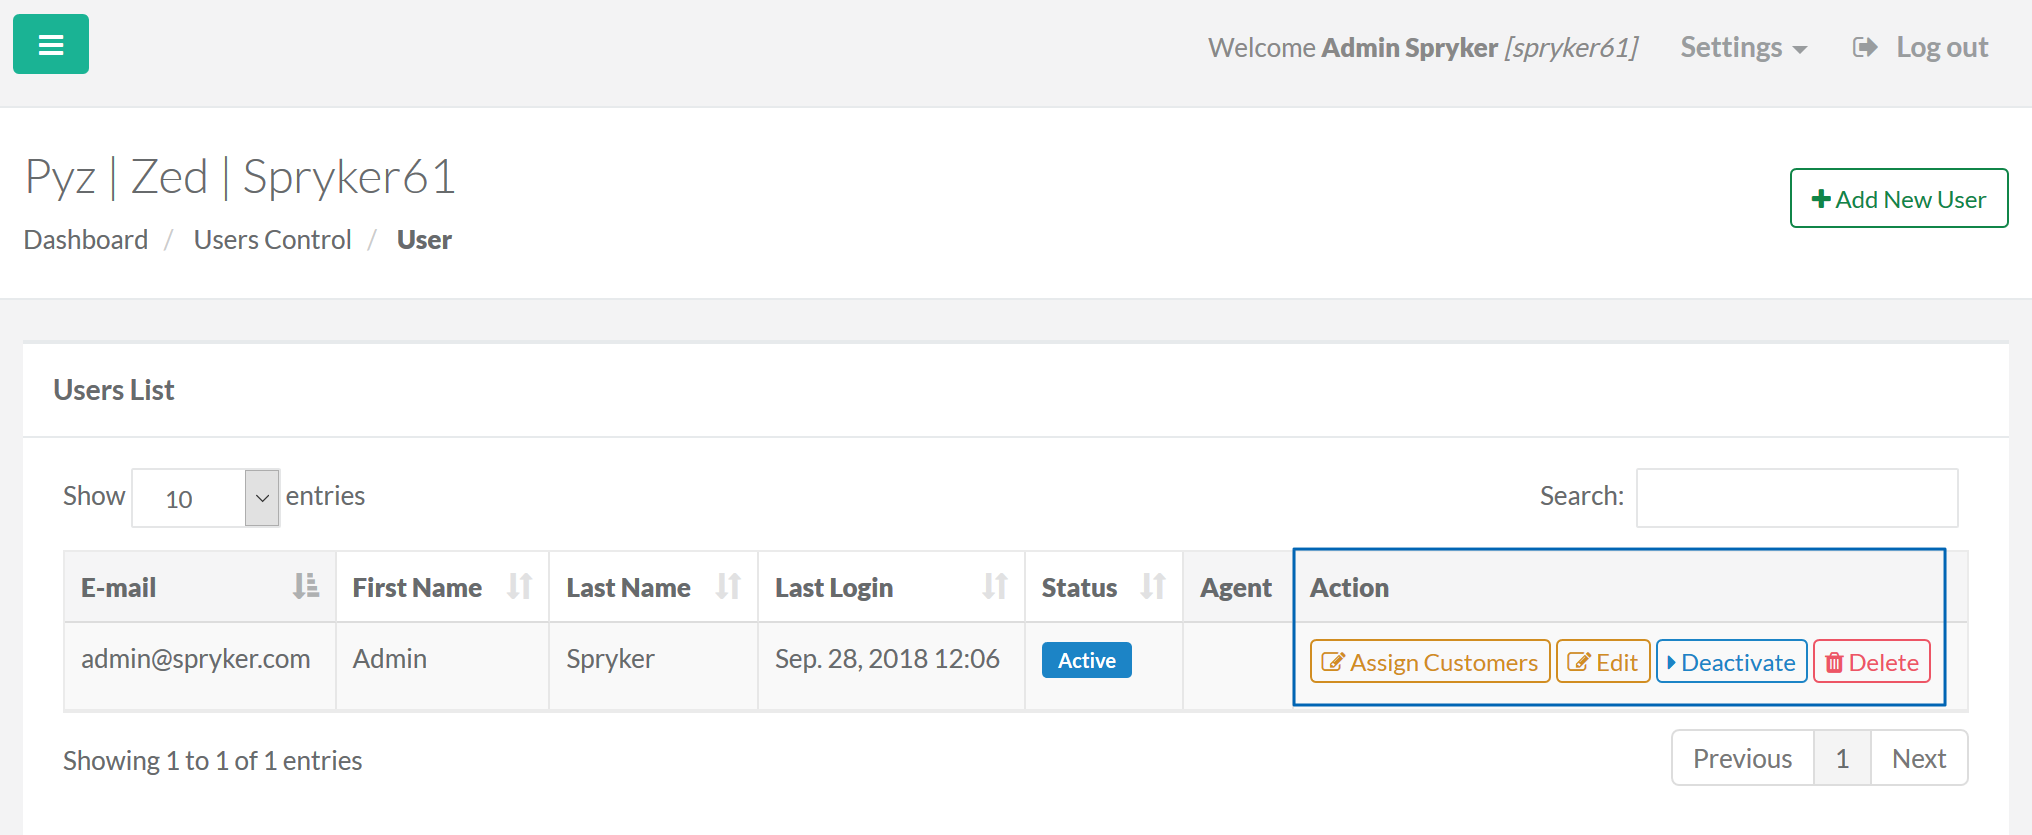 Welcome Admin Spryker [spryker61] Settings Log out
Pyz | Zed | Spryker61
Add New User
Dashboard / Users Control / User
Users List
Show 10 entries Search:
E-mail First Name Last Name Last Login Status Agent Action
admin@spryker.com Admin Spryker Sep. 28, 2018 12:06 Active Assign Customers Edit Deactivate Delete
Showing 1 to 1 of 1 entries
Previous 1 Next